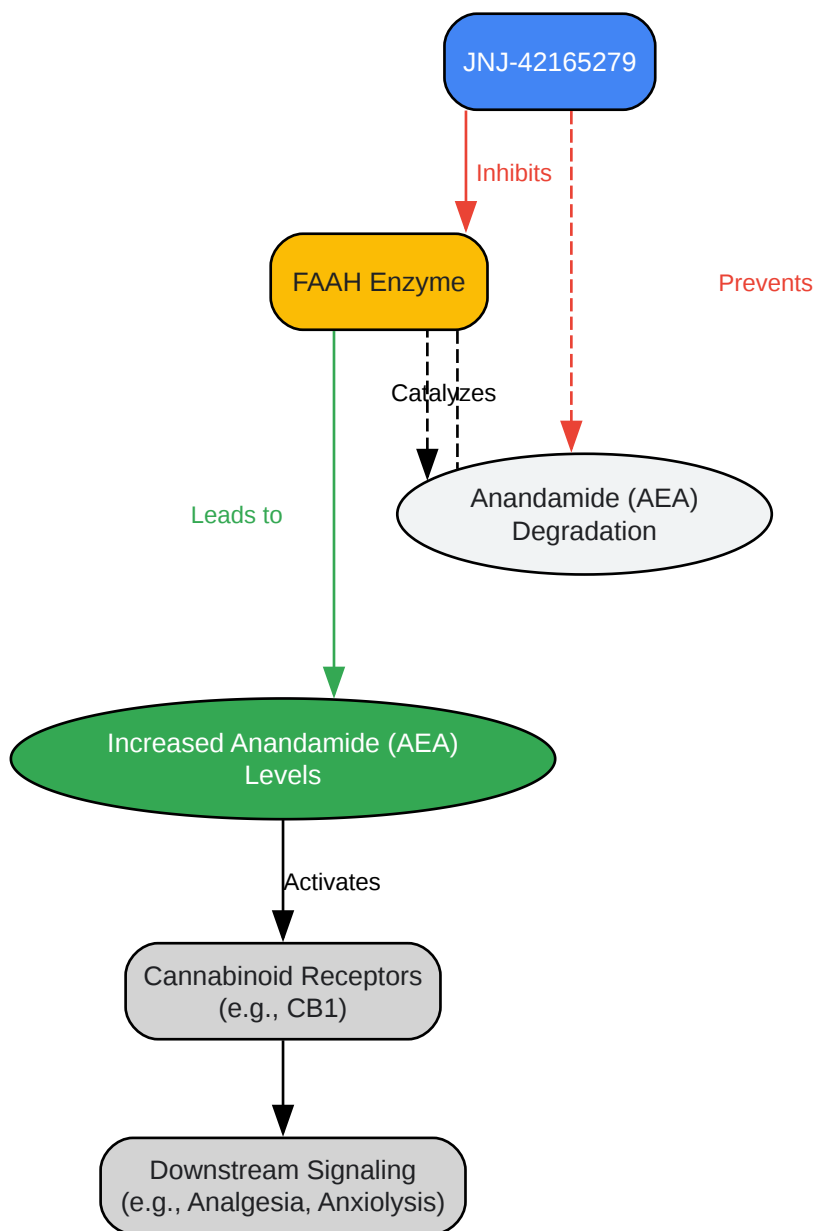 JNJ-42165279
Inhibits
FAAH Enzyme
Prevents
Catalyzes
Anandamide (AEA)
Degradation
Leads to
Increased Anandamide (AEA)
Levels
Activates
Cannabinoid Receptors
(e.g., CB1)
Downstream Signaling
(e.g., Analgesia, Anxiolysis)